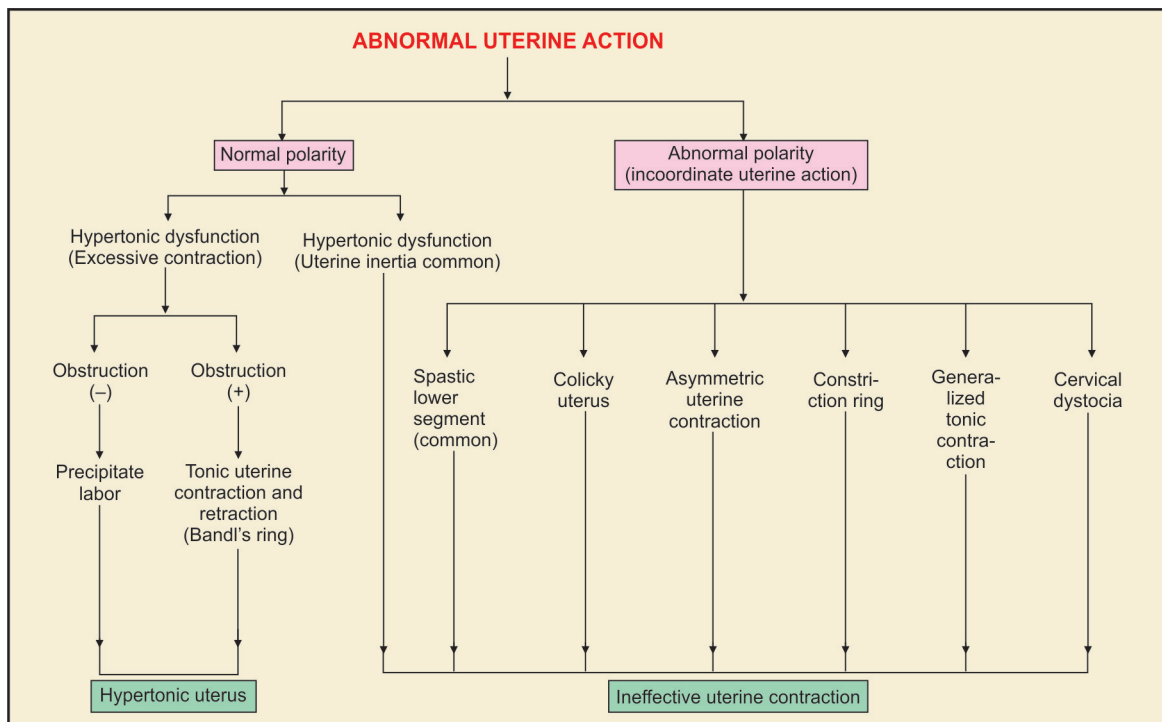 ABNORMAL UTERINE ACTION
Normal polarity
Abnormal polarity
(incoordinate uterine action)
Hypertonic dysfunction
(Excessive contraction)
Hypertonic dysfunction
(Uterine inertia common)
Obstruction
(–)
Obstruction
(+)
Spastic
lower
segment
(common)
Colicky
uterus
Asymmetric
uterine
contraction
Constri-
ction ring
Genera-
lized
tonic
contra-
ction
Cervical
dystocia
Precipitate
labor
Tonic uterine
contraction and
retraction
(Bandl's ring)
Hypertonic uterus
Ineffective uterine contraction